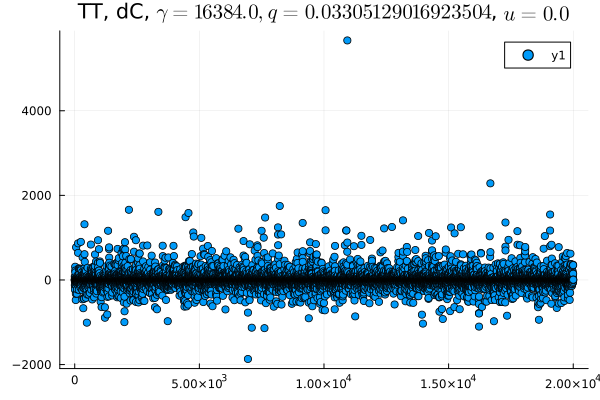 TT, dC, γ = 16384.0, q = 0.03305129016923504, u = 0.0
y1
4000
2000
0
−2000
0 5.00×10³ 1.00×10⁴ 1.50×10⁴ 2.00×10⁴